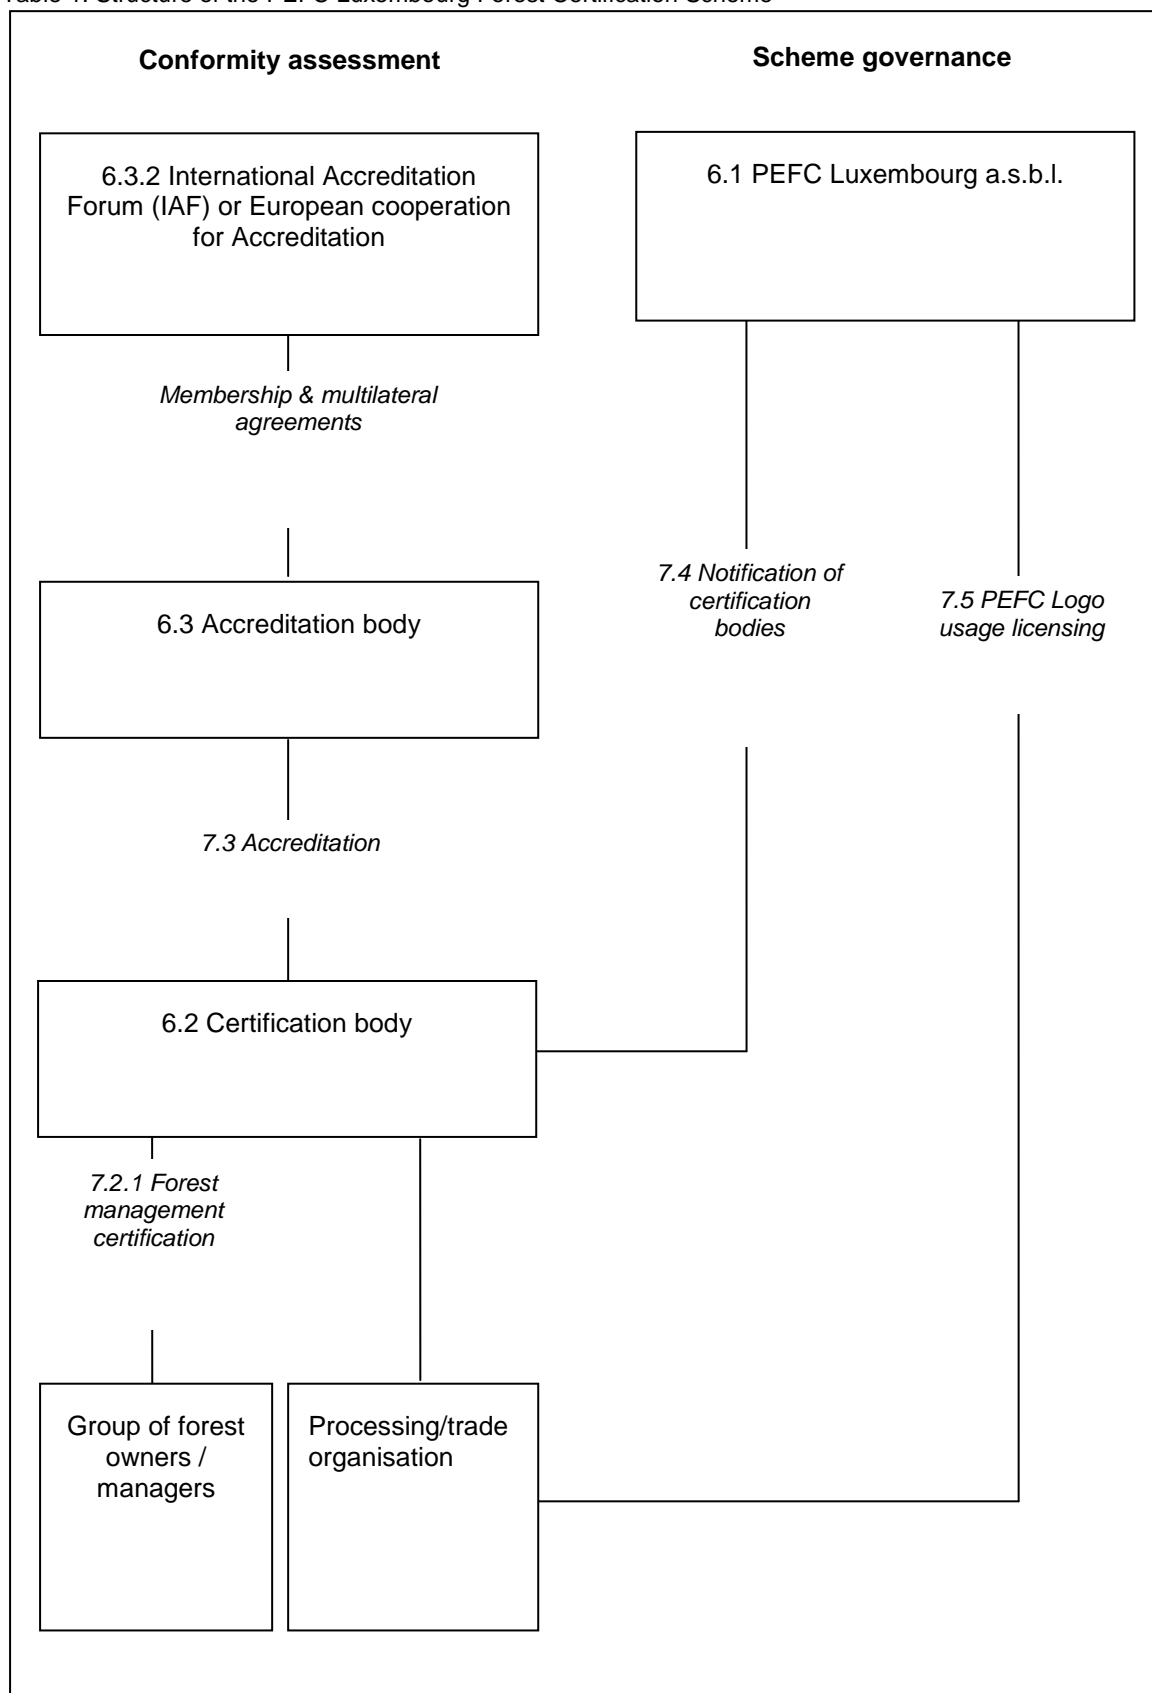 Table 4: Structure of the PEFC Luxembourg Forest Certification Scheme
Conformity assessment
Scheme governance
6.3.2 International Accreditation
Forum (IAF) or European cooperation
for Accreditation
6.1 PEFC Luxembourg a.s.b.l.
Membership & multilateral
agreements
7.4 Notification of
certification
bodies
7.5 PEFC Logo
usage licensing
6.3 Accreditation body
7.3 Accreditation
6.2 Certification body
7.2.1 Forest
management
certification
Group of forest
owners /
managers
Processing/trade
organisation